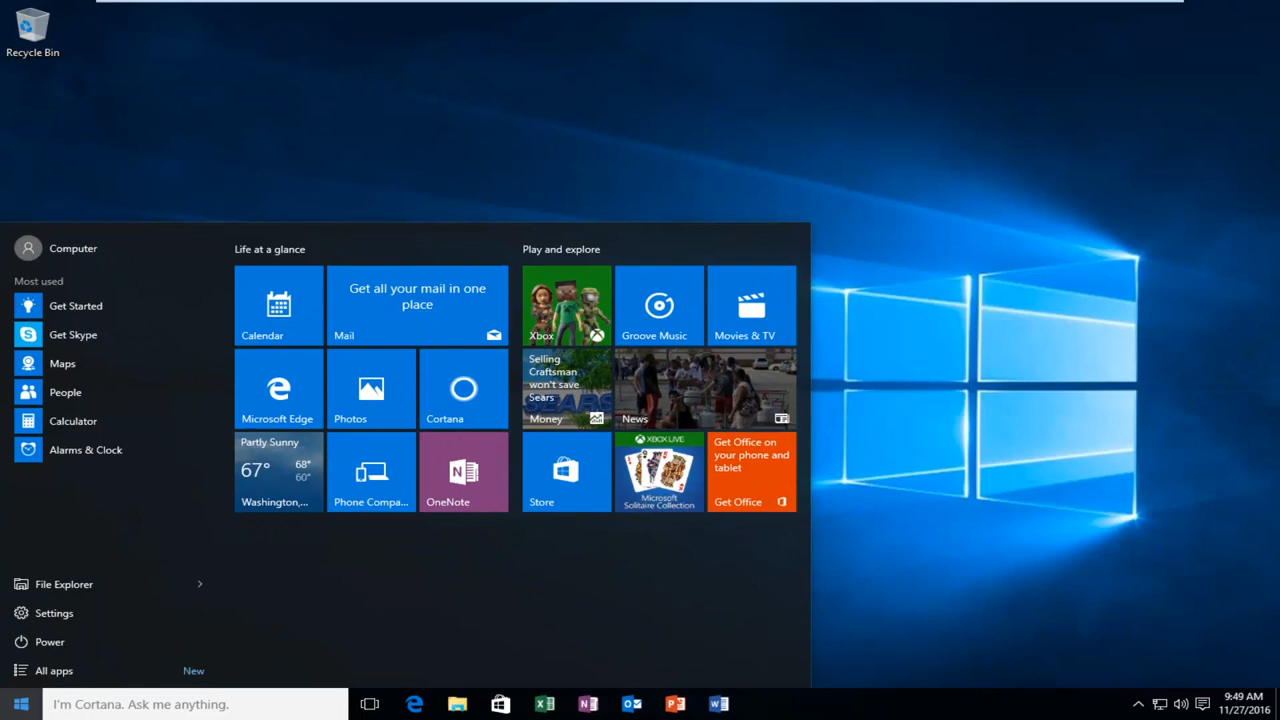 Recycle Bin
Computer
Most used
Get Started
Get Skype
Maps
People
Calculator
Alarms & Clock
File Explorer
Settings
Power
All apps
New
Life at a glance
Calendar
Get all your mail in one
place
Mail
Microsoft Edge
Photos
Cortana
Partly Sunny
67°
68°
60°
Washington,...
Phone Compa...
N
OneNote
Play and explore
Xbox
Groove Music
Movies & TV
Selling
Craftsman
won't save
Sears
SEARS
Money
News
Store
XBOX LIVE
Microsoft
Solitaire Collection
Get Office on
your phone and
tablet
Get Office
I'm Cortana. Ask me anything.
9:49 AM
11/27/2016